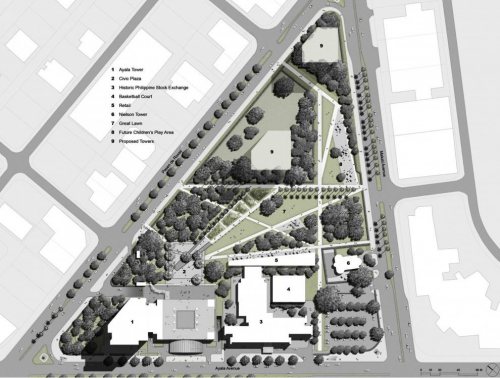 1 Ayala Tower
2 Civic Plaza
3 Historic Philippine Stock Exchange
4 Basketball Court
5 Retail
6 Nielson Tower
7 Great Lawn
8 Future Children's Play Area
9 Proposed Towers
9
9
7
2
5
6
4
1
3
Ayala Avenue